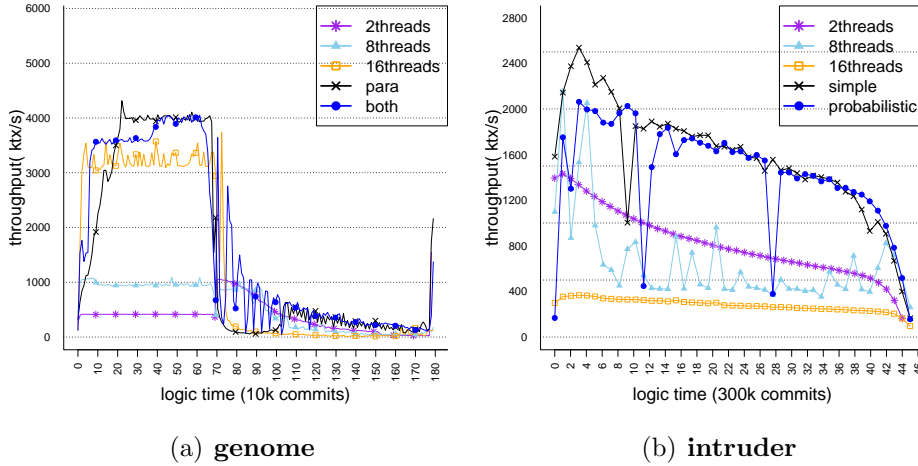 throughput( ktx/s)
6000
5000
4000
3000
2000
1000
0
2threads
8threads
16threads
para
both
0 10 20 30 40 50 60 70 80 90 100 110 120 130 140 150 160 170 180
logic time (10k commits)
(a) genome
throughput( ktx/s)
2800
2400
2000
1600
1200
800
400
0
2threads
8threads
16threads
simple
probabilistic
0 2 4 6 8 10 12 14 16 18 20 22 24 26 28 30 32 34 36 38 40 42 44 46
logic time (300k commits)
(b) intruder